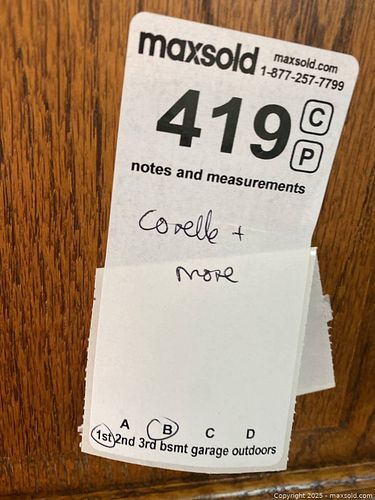 maxsold maxsold.com
1-877-257-7799
419 C
P
notes and measurements
Corelle +
more
A B C D
1st 2nd 3rd bsmt garage outdoors
Copyright 2025 - maxsold.com